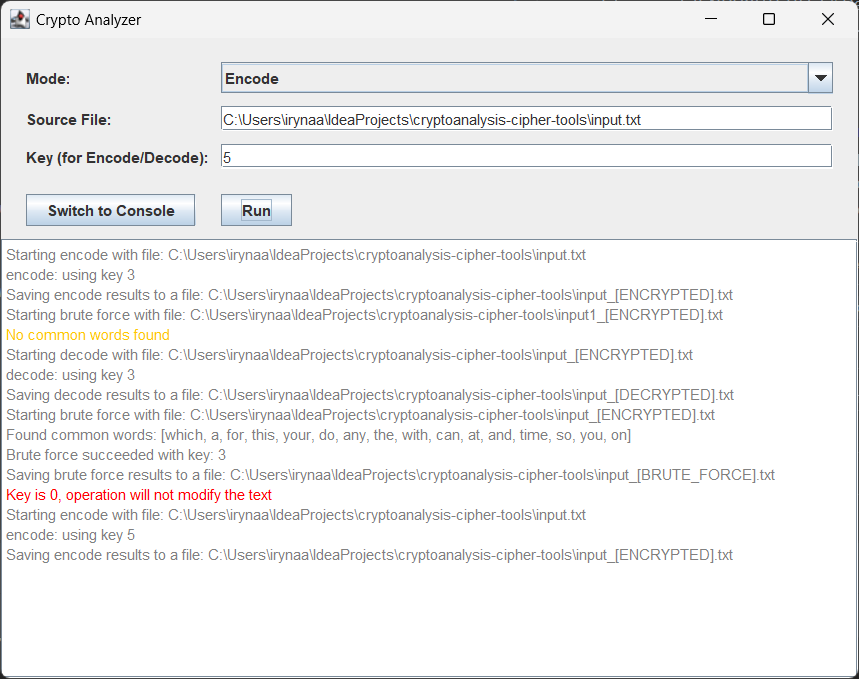 Crypto Analyzer
Mode: Encode
Source File: C:\Users\irynaa\IdeaProjects\cryptoanalysis-cipher-tools\input.txt
Key (for Encode/Decode): 5
Switch to Console Run
Starting encode with file: C:\Users\irynaa\IdeaProjects\cryptoanalysis-cipher-tools\input.txt
encode: using key 3
Saving encode results to a file: C:\Users\irynaa\IdeaProjects\cryptoanalysis-cipher-tools\input_[ENCRYPTED].txt
Starting brute force with file: C:\Users\irynaa\IdeaProjects\cryptoanalysis-cipher-tools\input1_[ENCRYPTED].txt
No common words found
Starting decode with file: C:\Users\irynaa\IdeaProjects\cryptoanalysis-cipher-tools\input_[ENCRYPTED].txt
decode: using key 3
Saving decode results to a file: C:\Users\irynaa\IdeaProjects\cryptoanalysis-cipher-tools\input_[DECRYPTED].txt
Starting brute force with file: C:\Users\irynaa\IdeaProjects\cryptoanalysis-cipher-tools\input_[ENCRYPTED].txt
Found common words: [which, a, for, this, your, do, any, the, with, can, at, and, time, so, you, on]
Brute force succeeded with key: 3
Saving brute force results to a file: C:\Users\irynaa\IdeaProjects\cryptoanalysis-cipher-tools\input_[BRUTE_FORCE].txt
Key is 0, operation will not modify the text
Starting encode with file: C:\Users\irynaa\IdeaProjects\cryptoanalysis-cipher-tools\input.txt
encode: using key 5
Saving encode results to a file: C:\Users\irynaa\IdeaProjects\cryptoanalysis-cipher-tools\input_[ENCRYPTED].txt